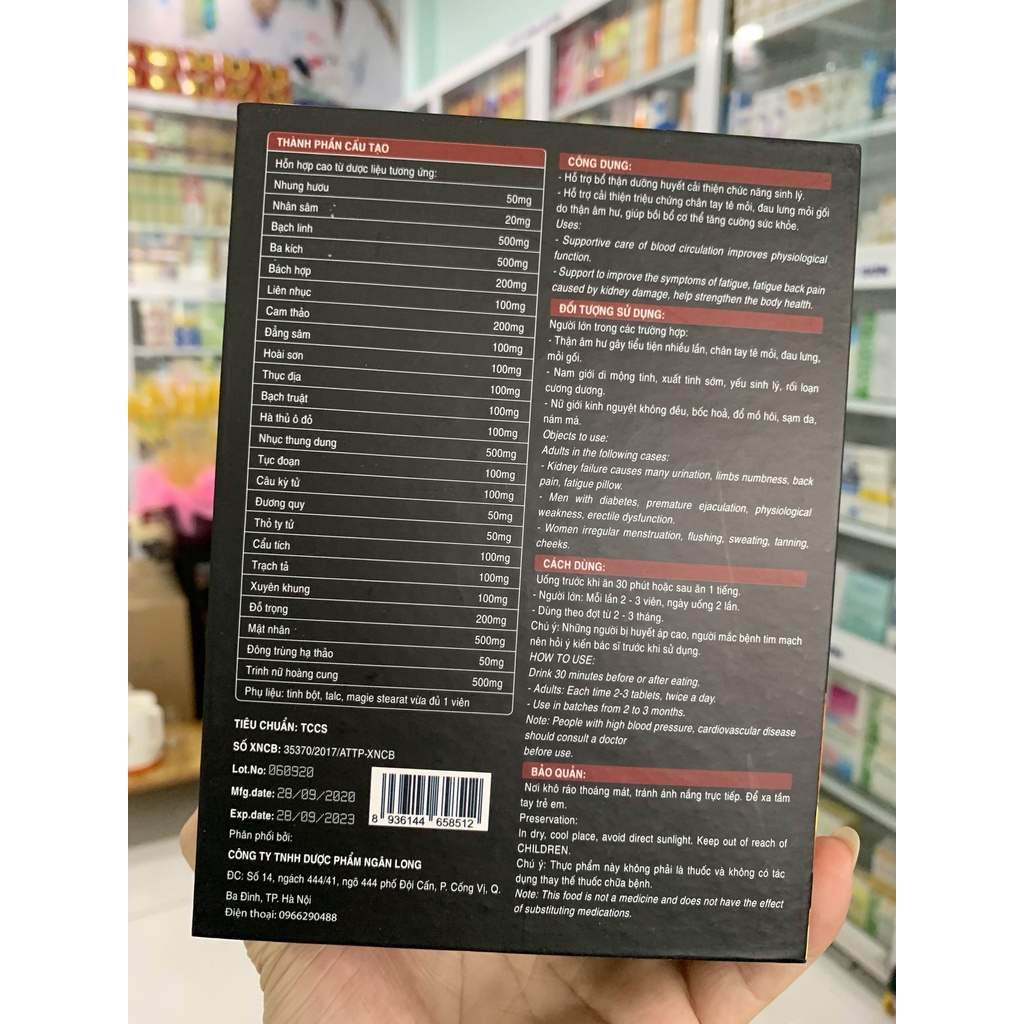 THÀNH PHẦN CẤU TẠO
Hỗn hợp cao từ dược liệu tương ứng:
Nhung hươu 50mg
Nhân sâm 20mg
Bạch linh 500mg
Ba kích 500mg
Bách hợp 200mg
Liên nhục 100mg
Cam thảo 200mg
Đẳng sâm 100mg
Hoài sơn 100mg
Thục địa 100mg
Bạch truật 100mg
Hà thủ ô đỏ 100mg
Nhục thung dung 500mg
Tục đoạn 100mg
Câu kỷ tử 100mg
Đương quy 50mg
Thỏ ty tử 50mg
Cẩu tích 100mg
Trạch tả 100mg
Xuyên khung 100mg
Đỗ trọng 200mg
Mật nhân 500mg
Đông trùng hạ thảo 50mg
Trinh nữ hoàng cung 500mg
Phụ liệu: tinh bột, talc, magie stearat vừa đủ 1 viên
TIÊU CHUẨN: TCCS
SỐ XNCB: 35370/2017/ATTP-XNCB
Lot.No: 060920
Mfg.date: 28/09/2020
Exp.date: 28/09/2023
8 936144 658512
Phân phối bởi:
CÔNG TY TNHH DƯỢC PHẨM NGÂN LONG
ĐC: Số 14, ngách 444/41, ngõ 444 phố Đội Cấn, P. Cống Vị, Q.
Ba Đình, TP. Hà Nội
Điện thoại: 0966290488
CÔNG DỤNG:
- Hỗ trợ bổ thận dưỡng huyết cải thiện chức năng sinh lý.
- Hỗ trợ cải thiện triệu chứng chân tay tê mỏi, đau lưng mỏi gối
do thận âm hư, giúp bồi bổ cơ thể tăng cường sức khỏe.
Uses:
- Supportive care of blood circulation improves physiological
function.
- Support to improve the symptoms of fatigue, fatigue back pain
caused by kidney damage, help strengthen the body health.
ĐỐI TƯỢNG SỬ DỤNG:
Người lớn trong các trường hợp:
- Thận âm hư gây tiểu tiện nhiều lần, chân tay tê mỏi, đau lưng,
mỏi gối.
- Nam giới di mộng tinh, xuất tinh sớm, yếu sinh lý, rối loạn
cương dương.
- Nữ giới kinh nguyệt không đều, bốc hoả, đổ mồ hôi, sạm da,
nám má.
Objects to use:
Adults in the following cases:
- Kidney failure causes many urination, limbs numbness, back
pain, fatigue pillow.
- Men with diabetes, premature ejaculation, physiological
weakness, erectile dysfunction.
- Women irregular menstruation, flushing, sweating, tanning,
cheeks.
CÁCH DÙNG:
Uống trước khi ăn 30 phút hoặc sau ăn 1 tiếng.
- Người lớn: Mỗi lần 2 - 3 viên, ngày uống 2 lần.
- Dùng theo đợt từ 2 - 3 tháng.
Chú ý: Những người bị huyết áp cao, người mắc bệnh tim mạch
nên hỏi ý kiến bác sĩ trước khi sử dụng.
HOW TO USE:
Drink 30 minutes before or after eating.
- Adults: Each time 2-3 tablets, twice a day.
- Use in batches from 2 to 3 months.
Note: People with high blood pressure, cardiovascular disease
should consult a doctor
before use.
BẢO QUẢN:
Nơi khô ráo thoáng mát, tránh ánh nắng trực tiếp. Để xa tầm
tay trẻ em.
Preservation:
In dry, cool place, avoid direct sunlight. Keep out of reach of
CHILDREN.
Chú ý: Thực phẩm này không phải là thuốc và không có tác
dụng thay thế thuốc chữa bệnh.
Note: This food is not a medicine and does not have the effect
of substituting medications.